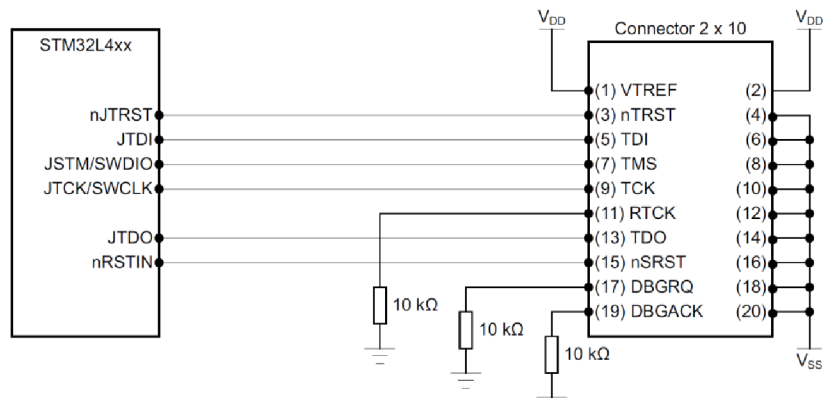 V_DD
V_DD
STM32L4xx
Connector 2 x 10
(1) VTREF (2)
nJTRST (3) nTRST (4)
JTDI (5) TDI (6)
JSTM/SWDIO (7) TMS (8)
JTCK/SWCLK (9) TCK (10)
(11) RTCK (12)
JTDO (13) TDO (14)
nRSTIN (15) nSRST (16)
(17) DBGRQ (18)
(19) DBGACK (20)
10 kΩ
10 kΩ
10 kΩ
V_SS